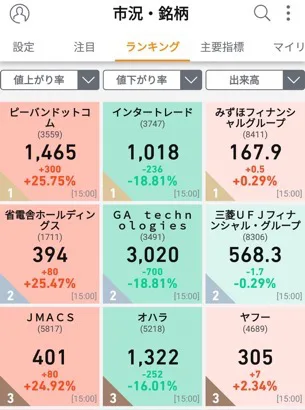 市況・銘柄
設定
注目
ランキング
主要指標
マイリ
値上がり率
値下がり率
出来高
ピーバンドットコ
ム
(3559)
1,465
+300
+25.75%
1
[15:00]
インタートレード
(3747)
1,018
-236
-18.81%
1
[15:00]
みずほフィナンシ
ャルグループ
(8411)
167.9
+0.5
+0.29%
1
[15:00]
省電舎ホールディン
グス
(1711)
394
+80
+25.47%
2
[15:00]
ＧＡ ｔｅｃｈｎ
ｏｌｏｇｉｅｓ
(3491)
3,020
-700
-18.81%
2
[15:00]
三菱ＵＦＪフィナ
ンシャル・グループ
(8306)
568.3
-1.7
-0.29%
2
[15:00]
ＪＭＡＣＳ
(5817)
401
+80
+24.92%
3
[15:00]
オハラ
(5218)
1,322
-252
-16.01%
3
[15:00]
ヤフー
(4689)
305
+7
+2.34%
3
[15:00]